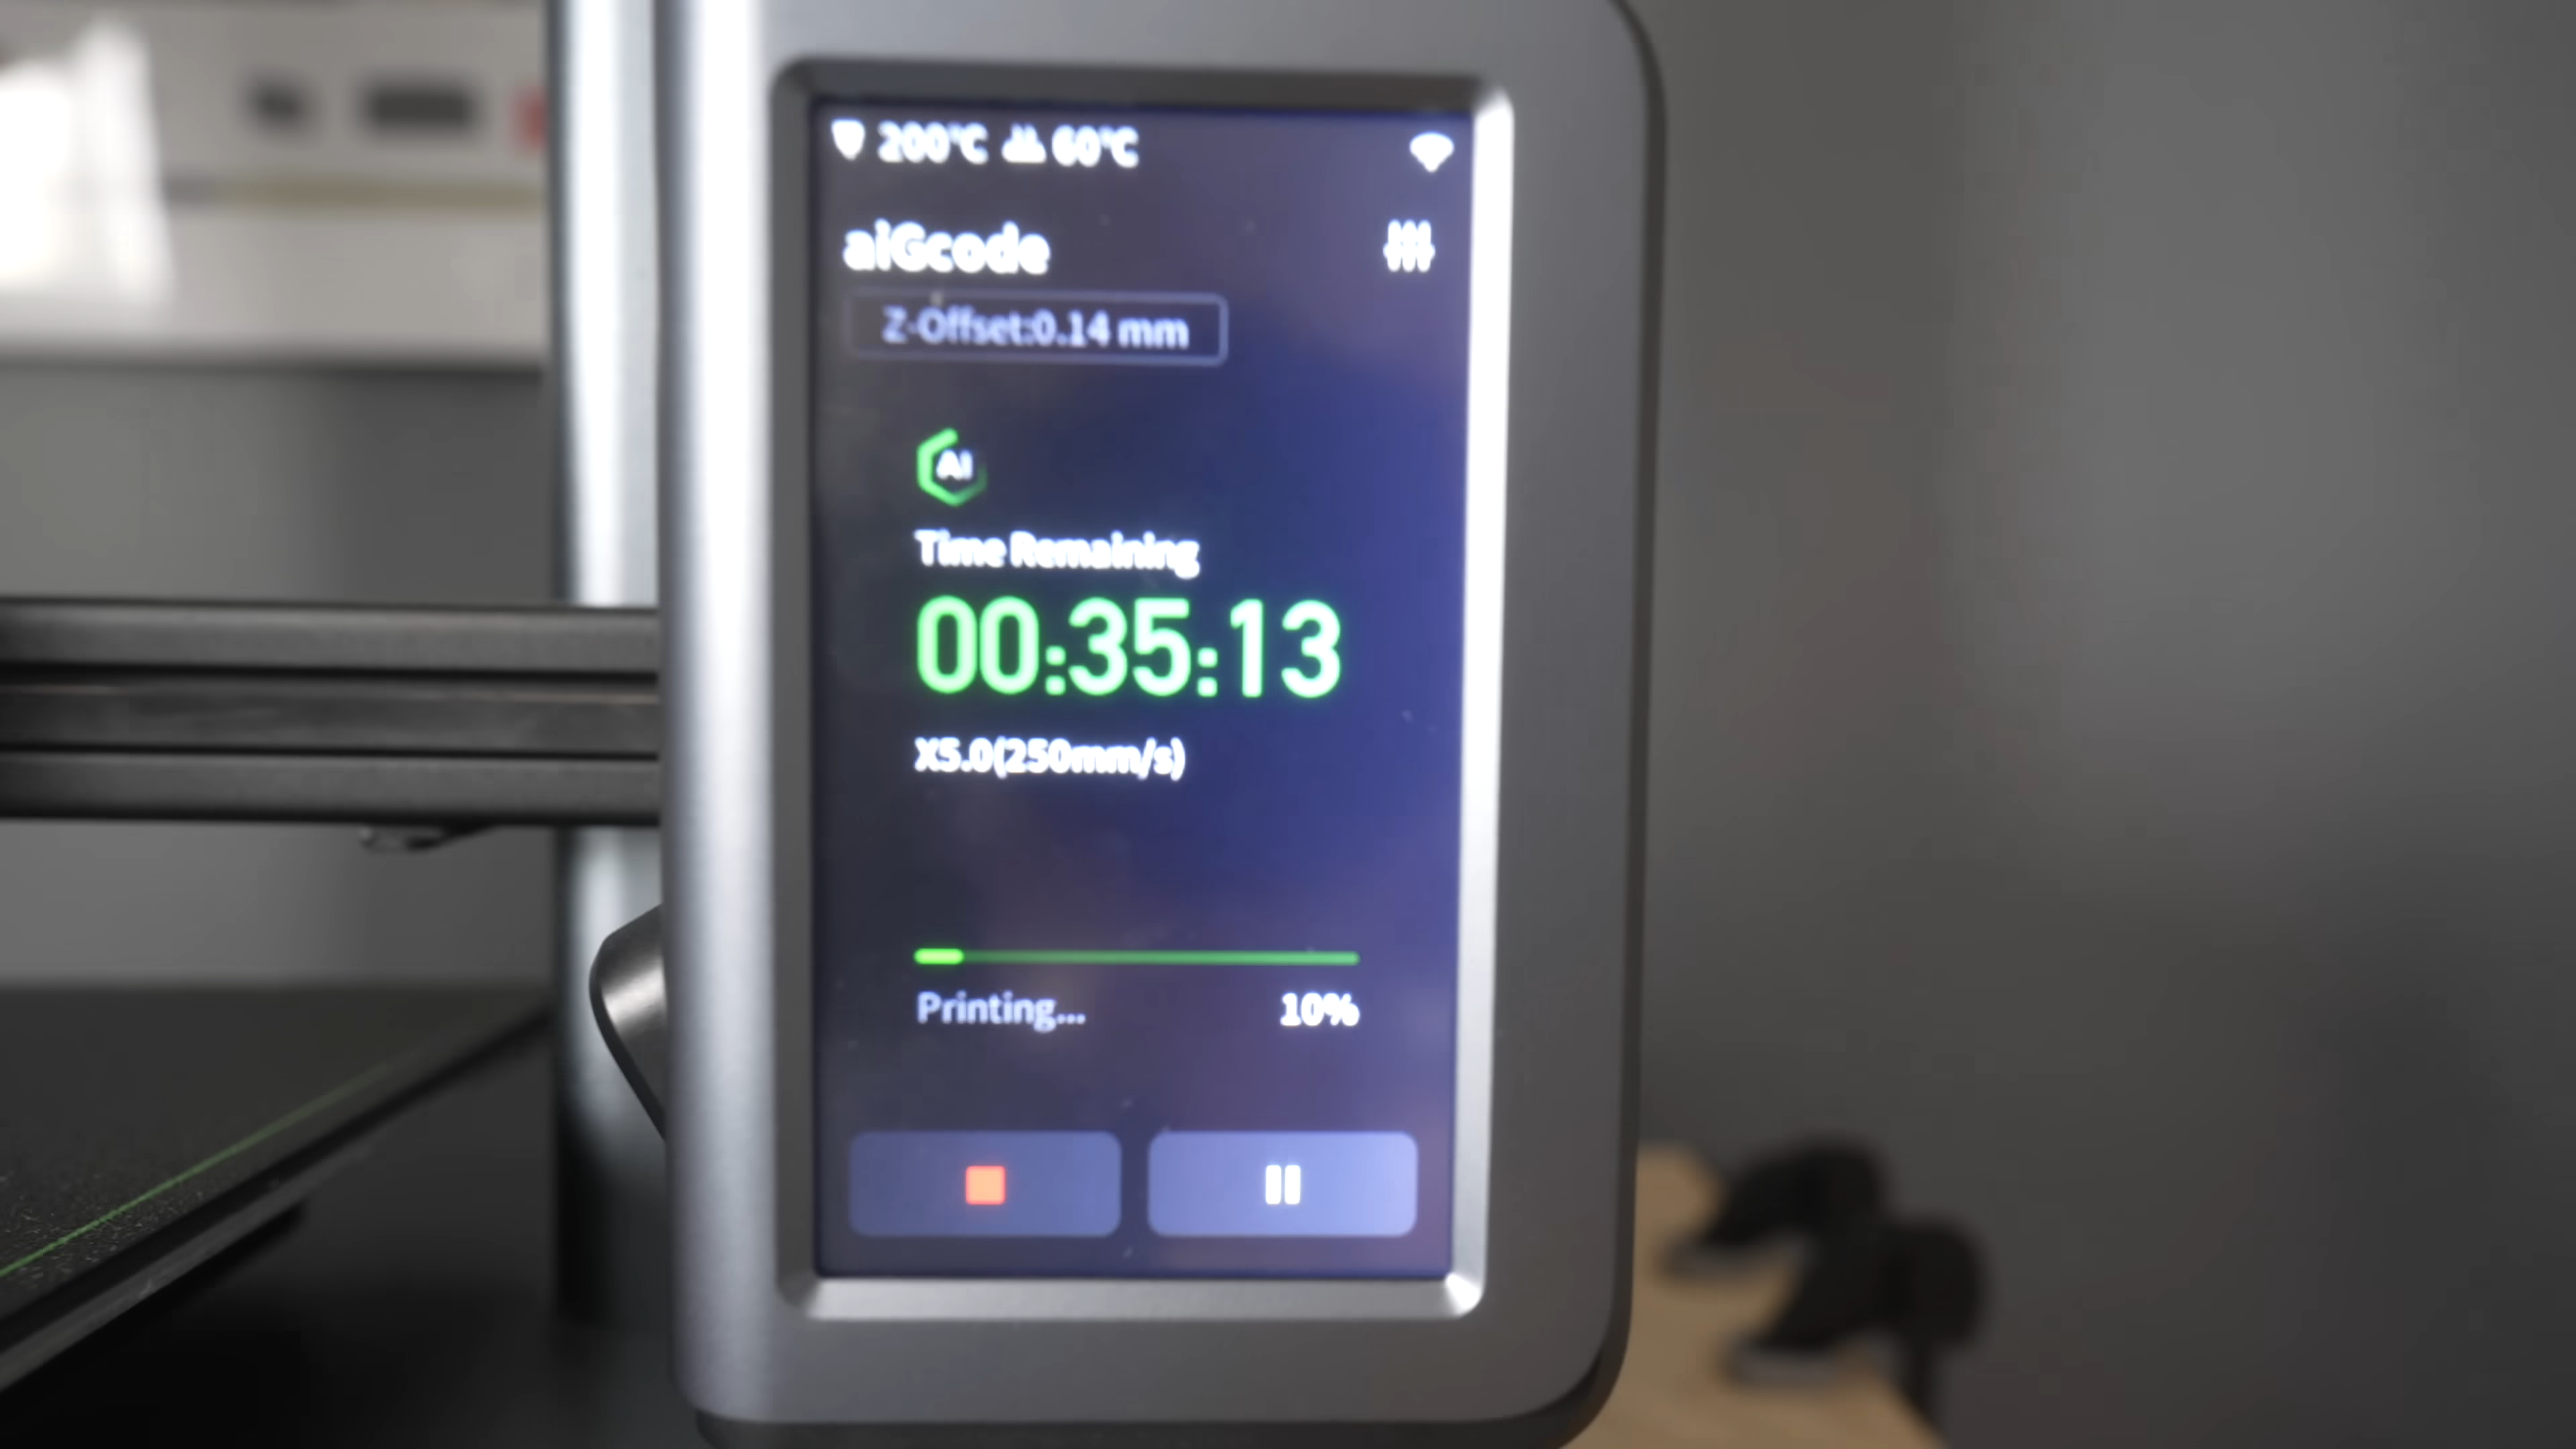 200°C 60°C
aiGcode
Z-Offset:0.14 mm
AI
Time Remaining
00:35:13
X5.0(250mm/s)
Printing...
10%